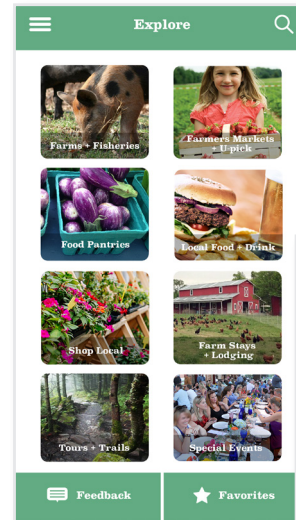 Explore
Farms + Fisheries
Farmers Markets
+ U pick
Food Pantries
Local Food + Drink
Shop Local
Farm Stays
+ Lodging
Tours + Trails
Special Events
Feedback
Favorites